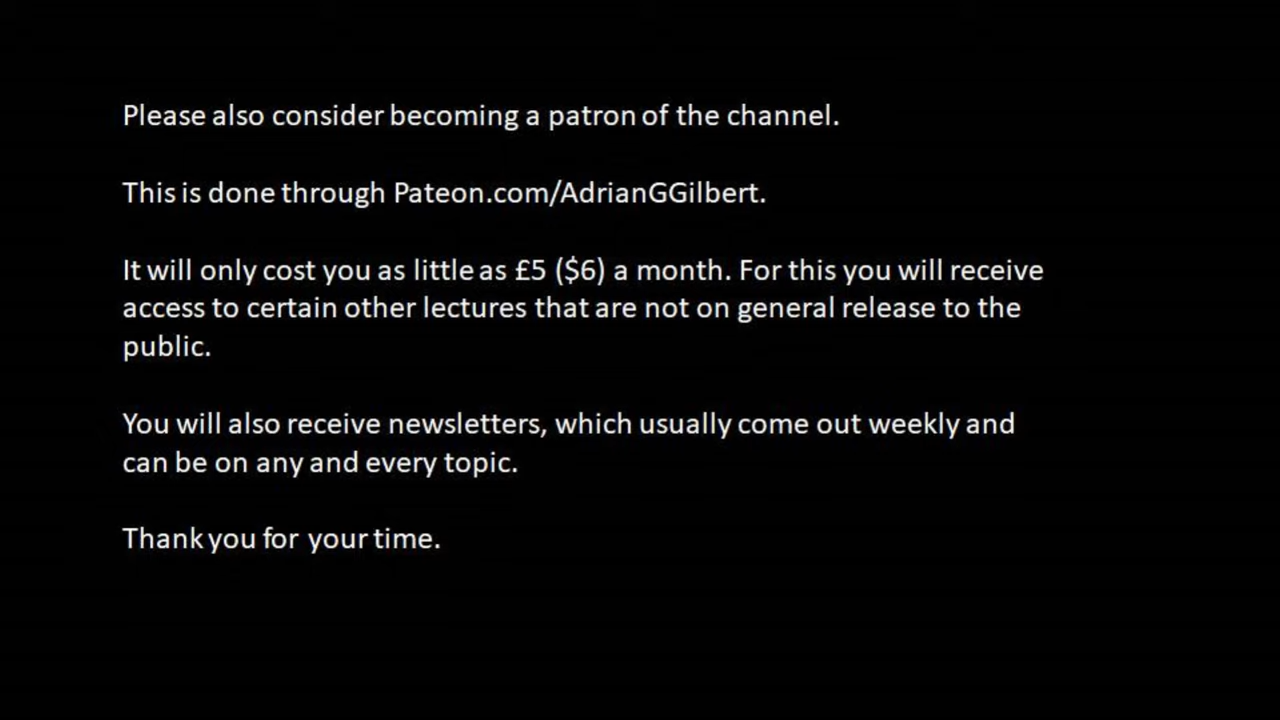 Please also consider becoming a patron of the channel.
This is done through Pateon.com/AdrianGGilbert.
It will only cost you as little as £5 ($6) a month. For this you will receive
access to certain other lectures that are not on general release to the
public.
You will also receive newsletters, which usually come out weekly and
can be on any and every topic.
Thank you for your time.